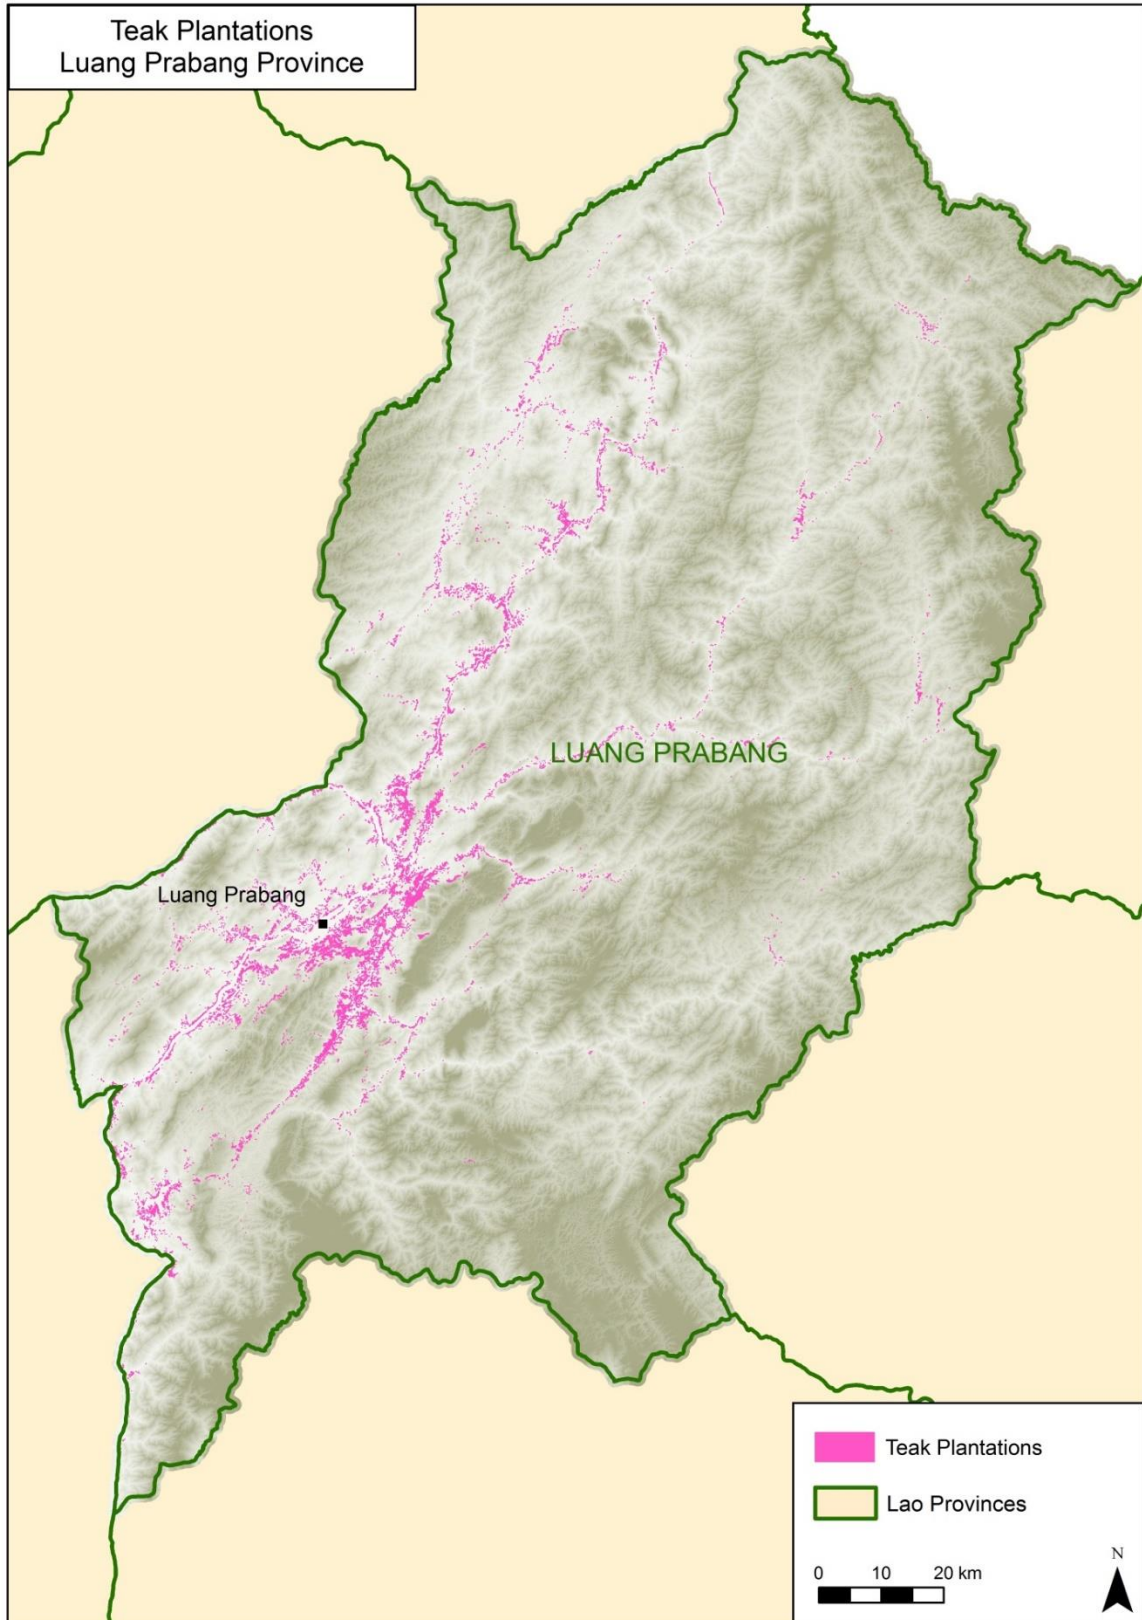 Teak Plantations
Luang Prabang Province
LUANG PRABANG
Luang Prabang
Teak Plantations
Lao Provinces
N
0 10 20 km